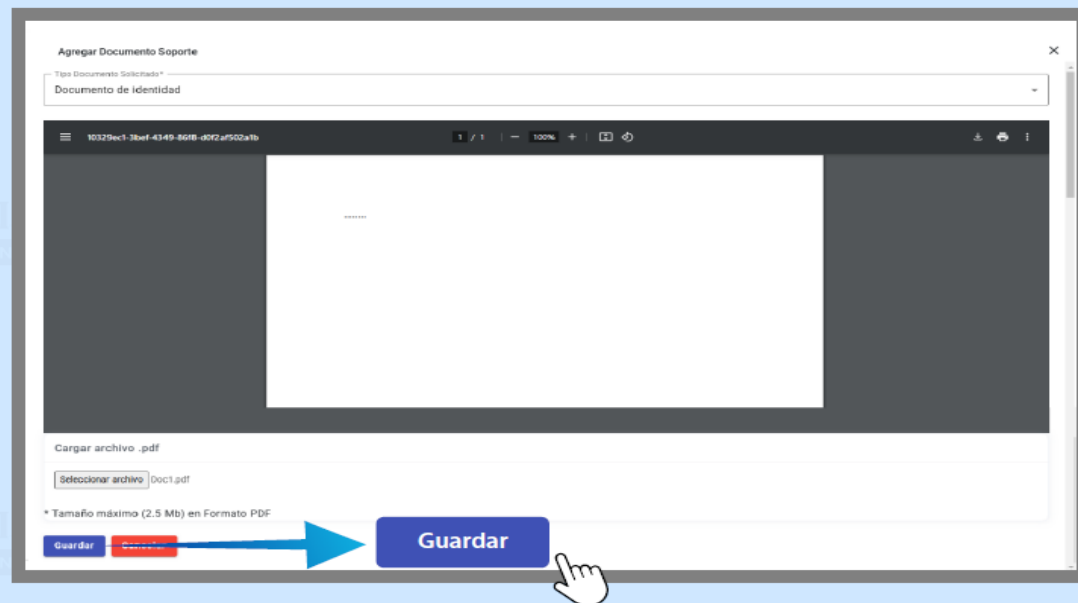 Agregar Documento Soporte
Tipo Documento Solicitado*
Documento de identidad
10329ec1-3bef-4349-86f8-d0f2af502a1b
1 / 1 | − 100% + |
Cargar archivo .pdf
Seleccionar archivo Doc1.pdf
* Tamaño máximo (2.5 Mb) en Formato PDF
Guardar Cancelar
Guardar